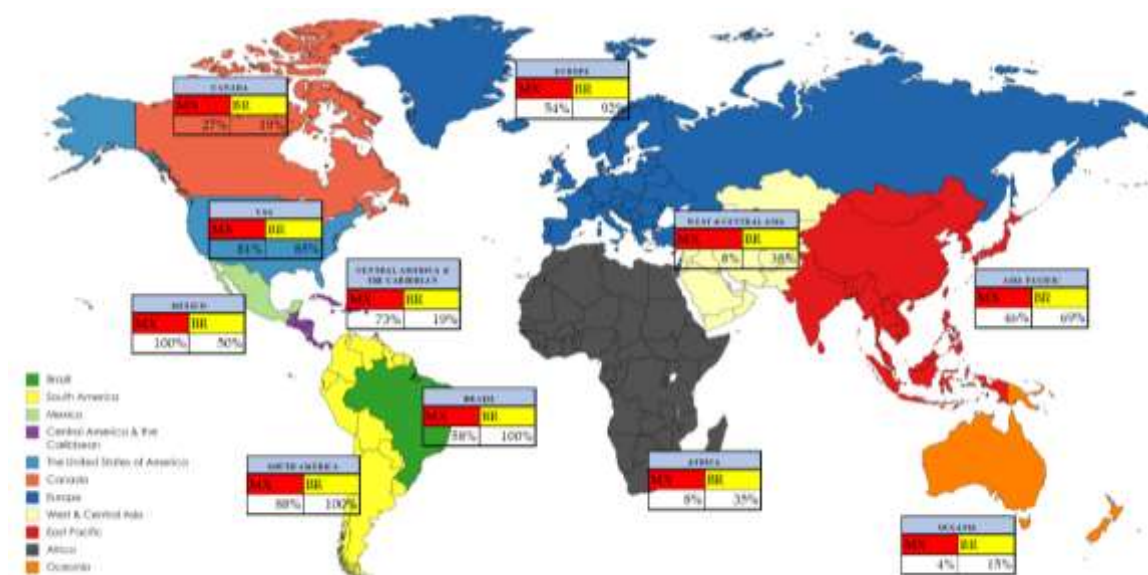 CANADA
MX BR
27% 19%
EUROPE
MX BR
54% 92%
USA
MX BR
81% 85%
WEST & CENTRAL ASIA
MX BR
8% 38%
CENTRAL AMERICA &
THE CARIBBEAN
MX BR
73% 19%
ASIA PACIFIC
MX BR
46% 69%
MEXICO
MX BR
100% 50%
BRAZIL
MX BR
58% 100%
SOUTH AMERICA
MX BR
88% 100%
AFRICA
MX BR
8% 35%
OCEANIA
MX BR
4% 15%
Brazil
South America
Mexico
Central America & the
Caribbean
The United States of America
Canada
Europe
West & Central Asia
East Pacific
Africa
Oceania